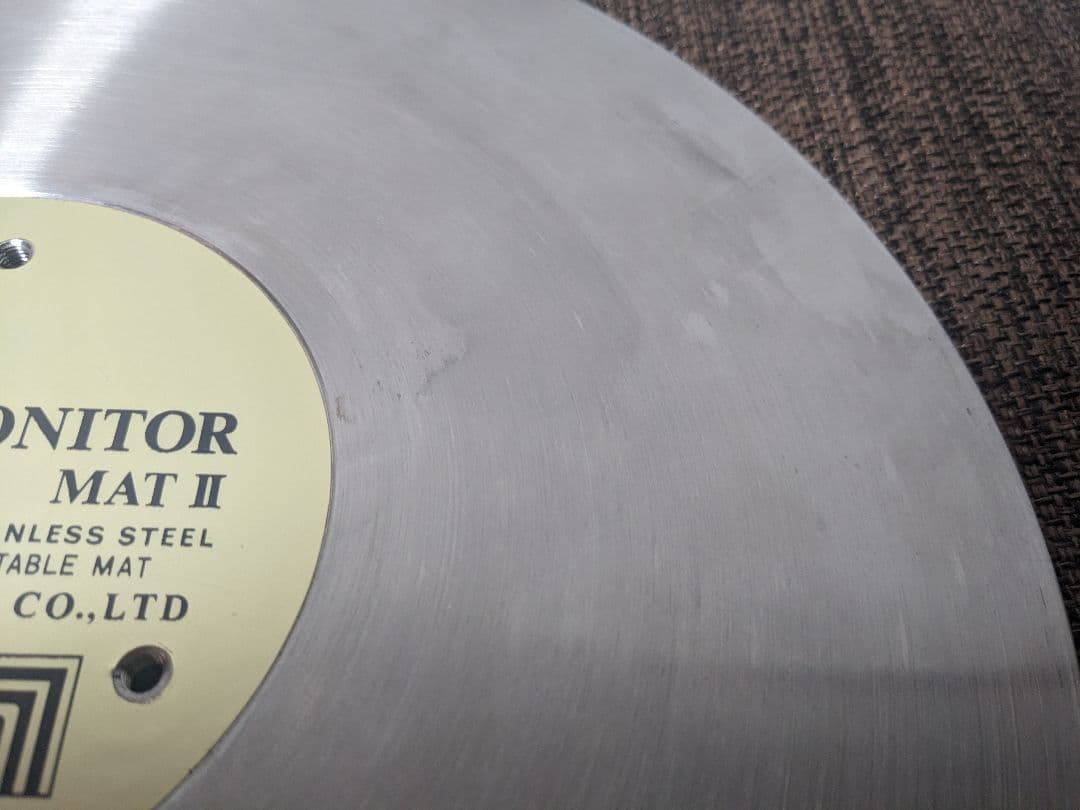 ONITOR
MAT II
NLESS STEEL
TABLE MAT
CO.,LTD